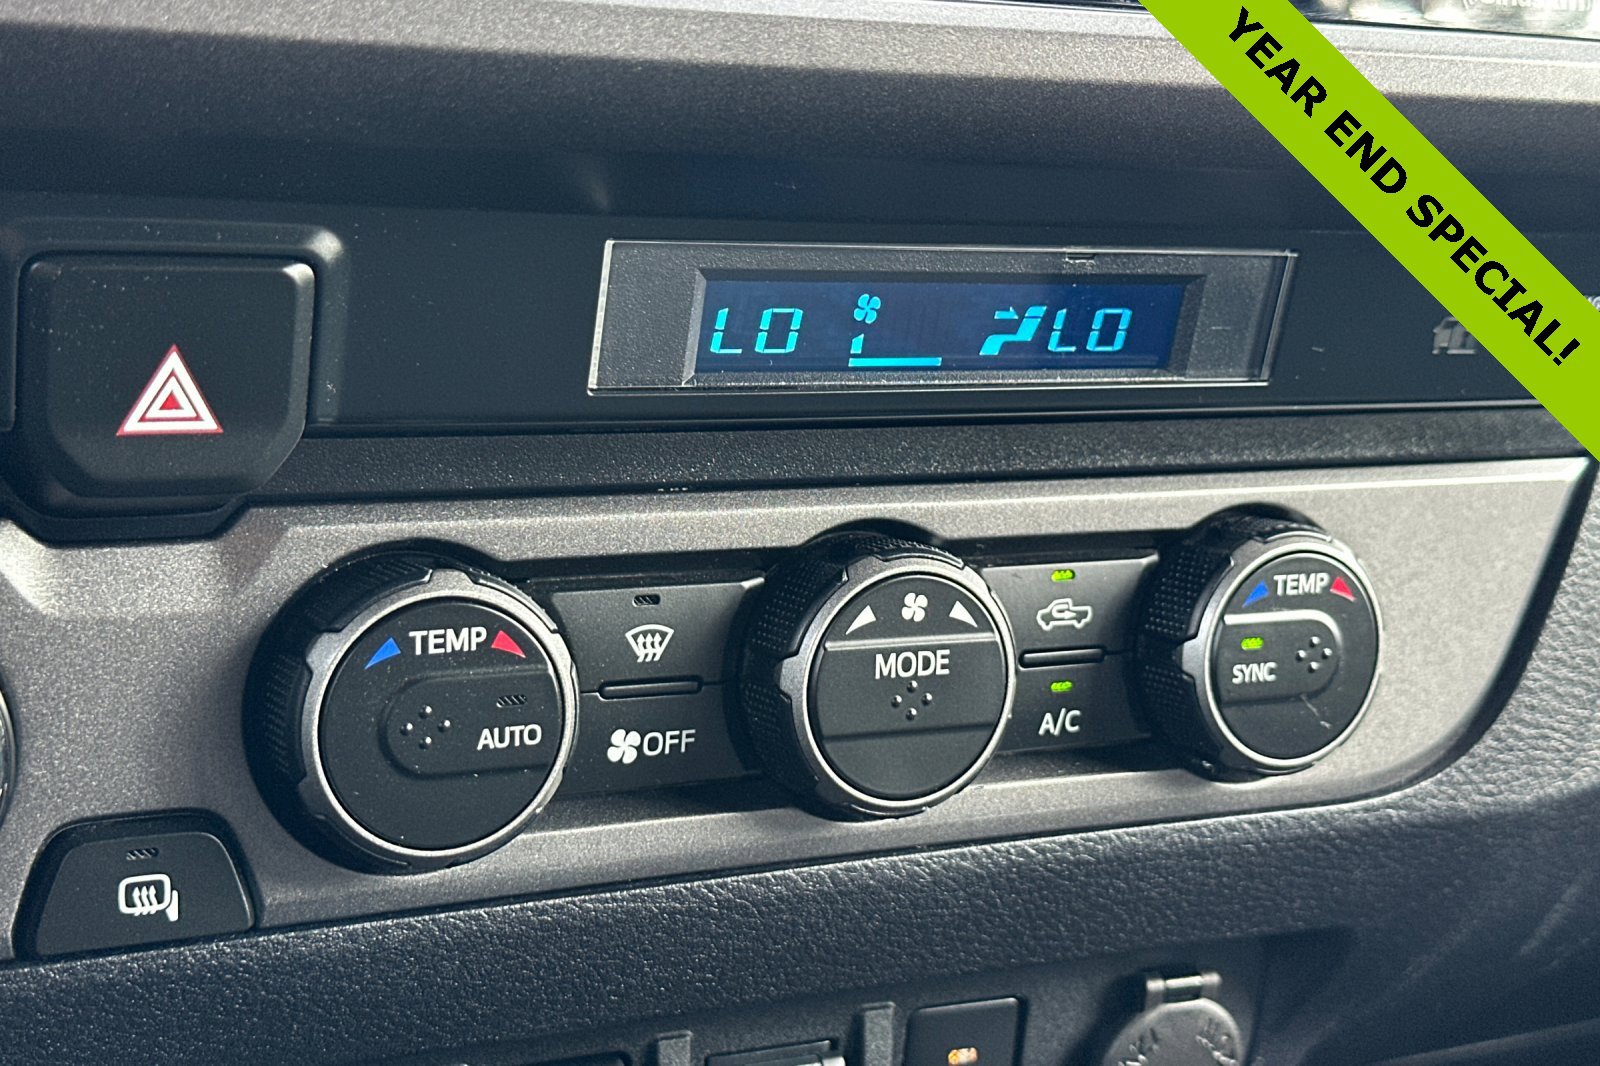 YEAR END SPECIAL!
LO
LO
TEMP
AUTO
OFF
MODE
A/C
TEMP
SYNC